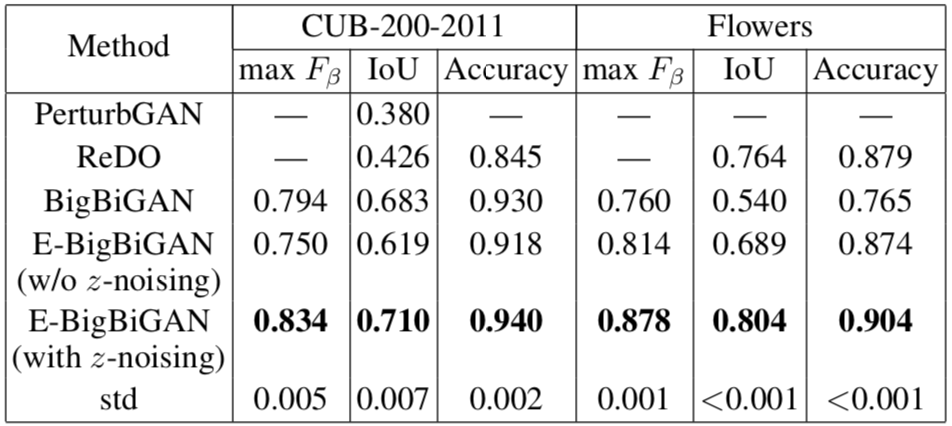 Method CUB-200-2011 Flowers
max Fβ IoU Accuracy max Fβ IoU Accuracy
PerturbGAN — 0.380 — — — —
ReDO — 0.426 0.845 — 0.764 0.879
BigBiGAN 0.794 0.683 0.930 0.760 0.540 0.765
E-BigBiGAN 0.750 0.619 0.918 0.814 0.689 0.874
(w/o z-noising)
E-BigBiGAN 0.834 0.710 0.940 0.878 0.804 0.904
(with z-noising)
std 0.005 0.007 0.002 0.001 <0.001 <0.001